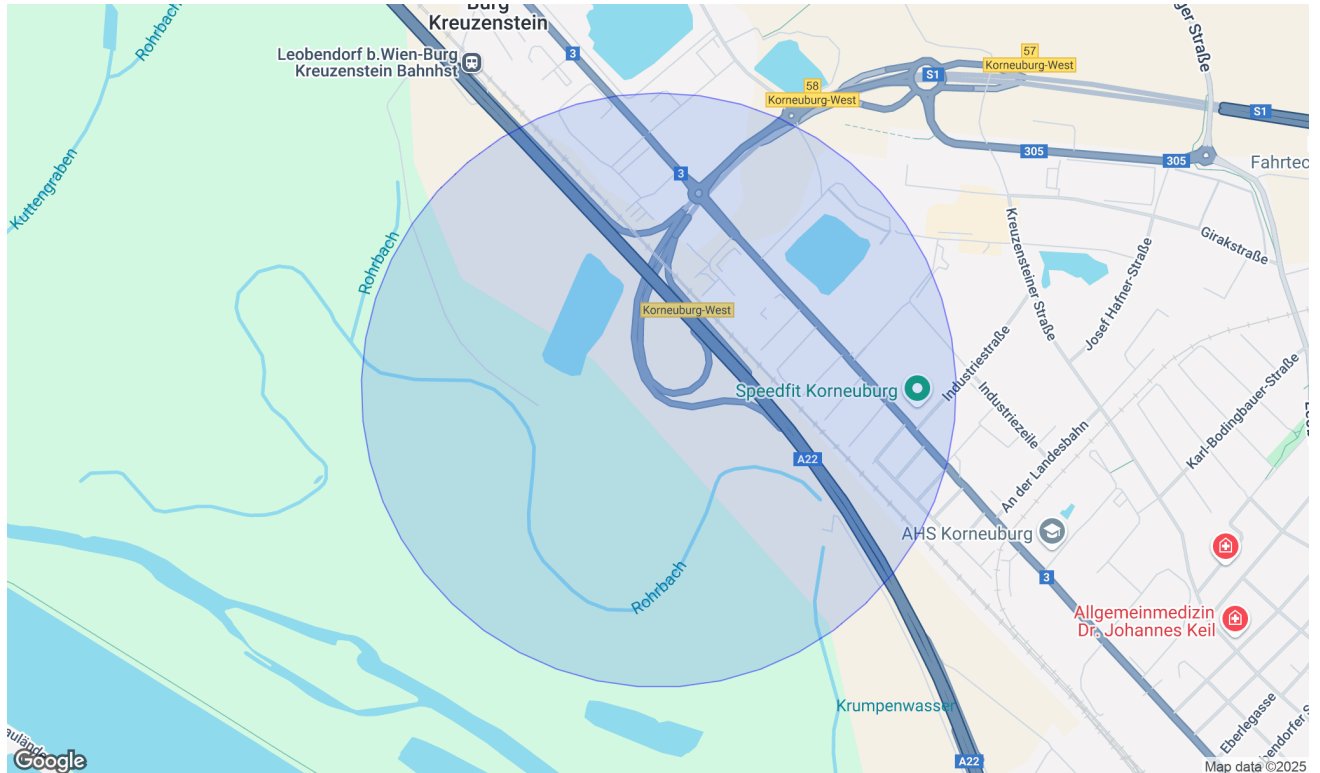 Burg
Kreuzenstein
Leobendorf b.Wien-Burg
Kreuzenstein Bahnhst
Rohrbach
3
57
Korneuburg-West
S1
58
Korneuburg-West
S1
305
305
Fahrtec
Kuttengraben
3
Rohrbach
Kreuzensteiner Straße
Girakstraße
Josef Hafner-Straße
Korneuburg-West
Speedfit Korneuburg
Industriestraße
Industriezeile
Karl-Bodingbauer-Straße
An der Landesbahn
A22
AHS Korneuburg
3
Rohrbach
Allgemeinmedizin
Dr. Johannes Keil
Krumpenwasser
Eberlegasse
A22
Google
Map data ©2025